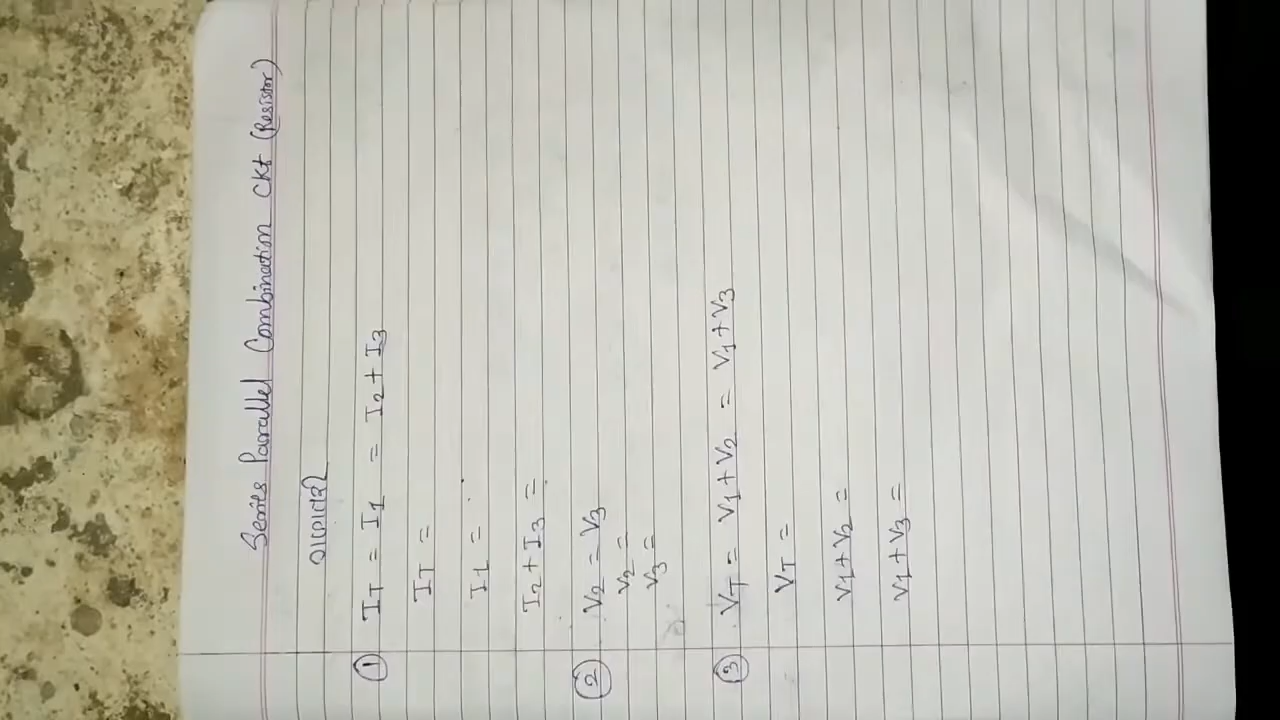 Series Parallel Combination Ckt (Resistor)
① I_T = I_1 = I_2 + I_3
I_T =
I_1 =
I_2 + I_3 =
② V_2 = V_3
V_2 =
V_3 =
③ V_T = V_1 + V_2 = V_1 + V_3
V_T =
V_1 + V_2 =
V_1 + V_3 =